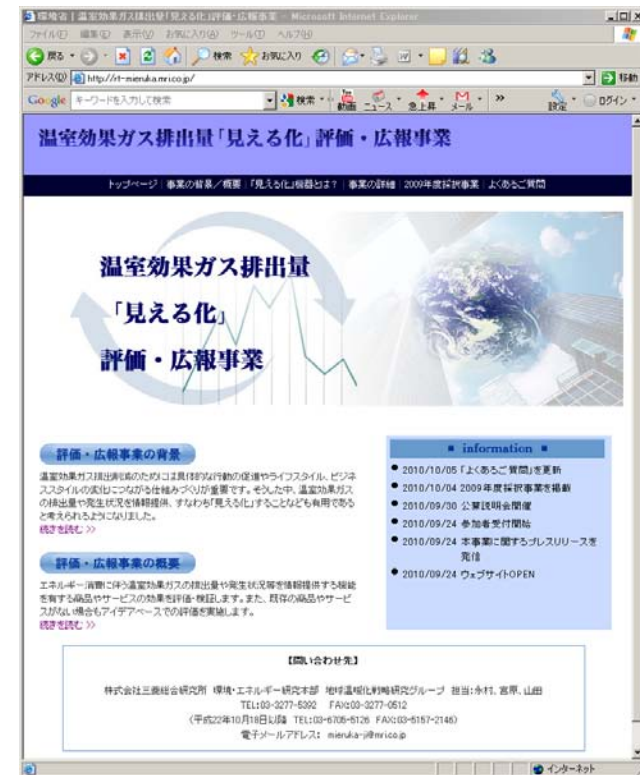 環境省 | 温室効果ガス排出量「見える化」評価・広報事業 - Microsoft Internet Explorer
ファイル(F) 編集(E) 表示(V) お気に入り(A) ツール(T) ヘルプ(H)
戻る 検索 お気に入り
アドレス(D) http://rt-mieruka.mri.co.jp/ 移動
Google キーワードを入力して検索 検索 動画 ニュース 急上昇 メール » 設定 ログイン
温室効果ガス排出量「見える化」評価・広報事業
トップページ | 事業の背景／概要 | 「見える化」機器とは？ | 事業の詳細 | 2009年度採択事業 | よくあるご質問
温室効果ガス排出量
「見える化」
評価・広報事業
評価・広報事業の背景
温室効果ガス排出削減のためには具体的な行動の促進やライフスタイル、ビジネ
ススタイルの変化につながる仕組みづくりが重要です。そうした中、温室効果ガス
の排出量や発生状況を情報提供、すなわち「見える化」することなども有用である
と考えられるようになりました。
続きを読む >>
評価・広報事業の概要
エネルギー消費に伴う温室効果ガスの排出量や発生状況等を情報提供する機能
を有する商品やサービスの効果を評価・検証します。また、既存の商品やサービ
スがない場合もアイデアベースでの評価を実施します。
続きを読む >>
■ information ■
● 2010/10/05 「よくあるご質問」を更新
● 2010/10/04 2009年度採択事業を掲載
● 2010/09/30 公募説明会開催
● 2010/09/24 参加者受付開始
● 2010/09/24 本事業に関するプレスリリースを
発信
● 2010/09/24 ウェブサイトOPEN
【問い合わせ先】
株式会社三菱総合研究所 環境・エネルギー研究本部 地球温暖化戦略研究グループ 担当:永村、宮原、山田
TEL:03-3277-5392 FAX:03-3277-0512
(平成22年10月18日以降 TEL:03-6705-6126 FAX:03-5157-2146)
電子メールアドレス: mieruka-ji@mri.co.jp
インターネット